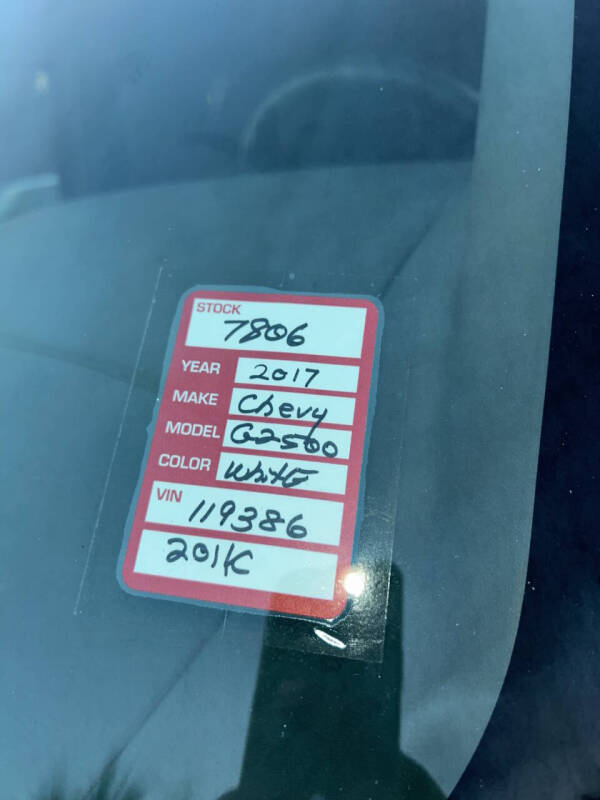 STOCK
7806
YEAR 2017
MAKE Chevy
MODEL G2500
COLOR White
VIN
119386
201K